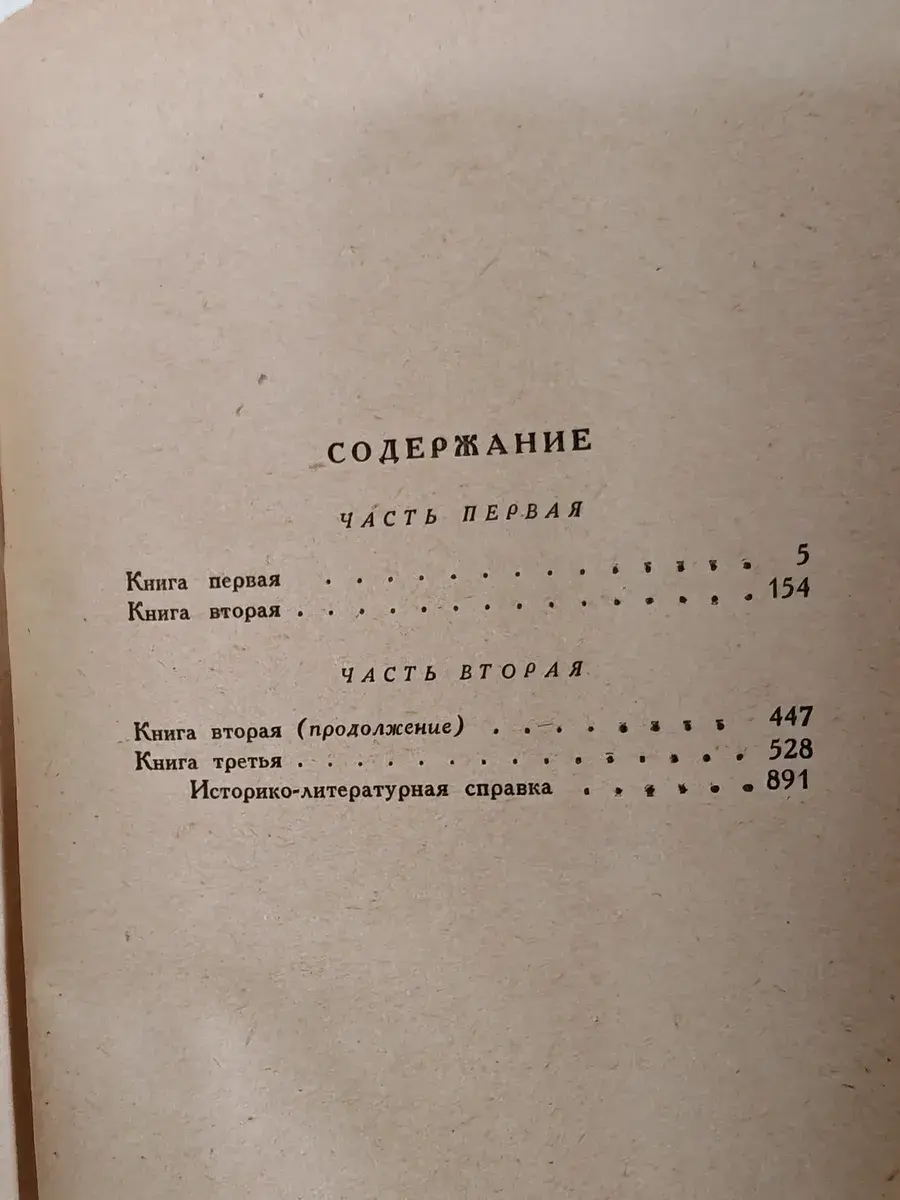 СОДЕРЖАНИЕ
ЧАСТЬ ПЕРВАЯ
Книга первая . . . . . . . . . . . . . . 5
Книга вторая . . . . . . . . . . . . . . . 154
ЧАСТЬ ВТОРАЯ
Книга вторая (продолжение) . . . . . . . . 447
Книга третья . . . . . . . . . . . . . . . 528
Историко-литературная справка . . . . . . 891